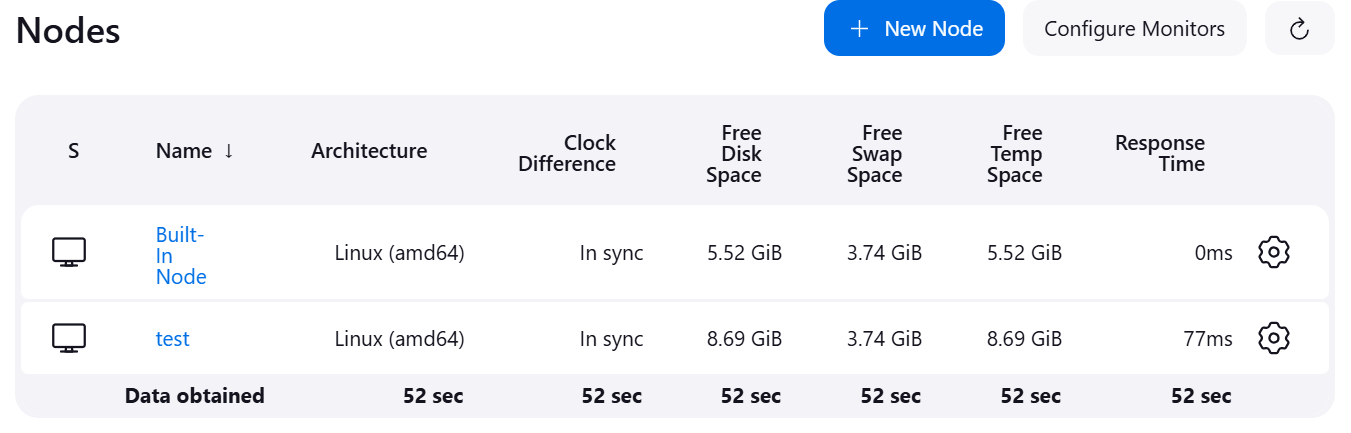 Nodes
+ New Node
Configure Monitors
S
Name ↓
Architecture
Clock
Difference
Free
Disk
Space
Free
Swap
Space
Free
Temp
Space
Response
Time
Built-
In
Node
Linux (amd64)
In sync
5.52 GiB
3.74 GiB
5.52 GiB
0ms
test
Linux (amd64)
In sync
8.69 GiB
3.74 GiB
8.69 GiB
77ms
Data obtained
52 sec
52 sec
52 sec
52 sec
52 sec
52 sec